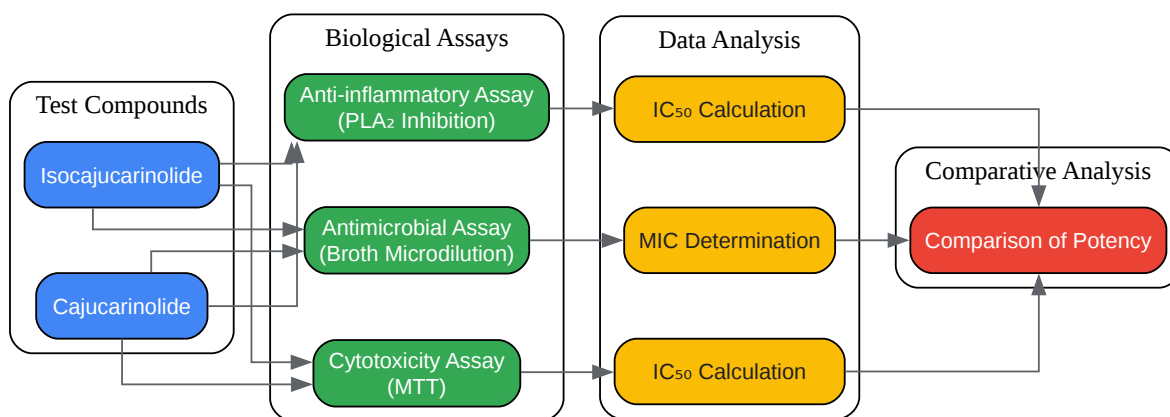 Test Compounds
Isocajucarinolide
Cajucarinolide
Biological Assays
Anti-inflammatory Assay
(PLA₂ Inhibition)
Antimicrobial Assay
(Broth Microdilution)
Cytotoxicity Assay
(MTT)
Data Analysis
IC₅₀ Calculation
MIC Determination
IC₅₀ Calculation
Comparative Analysis
Comparison of Potency